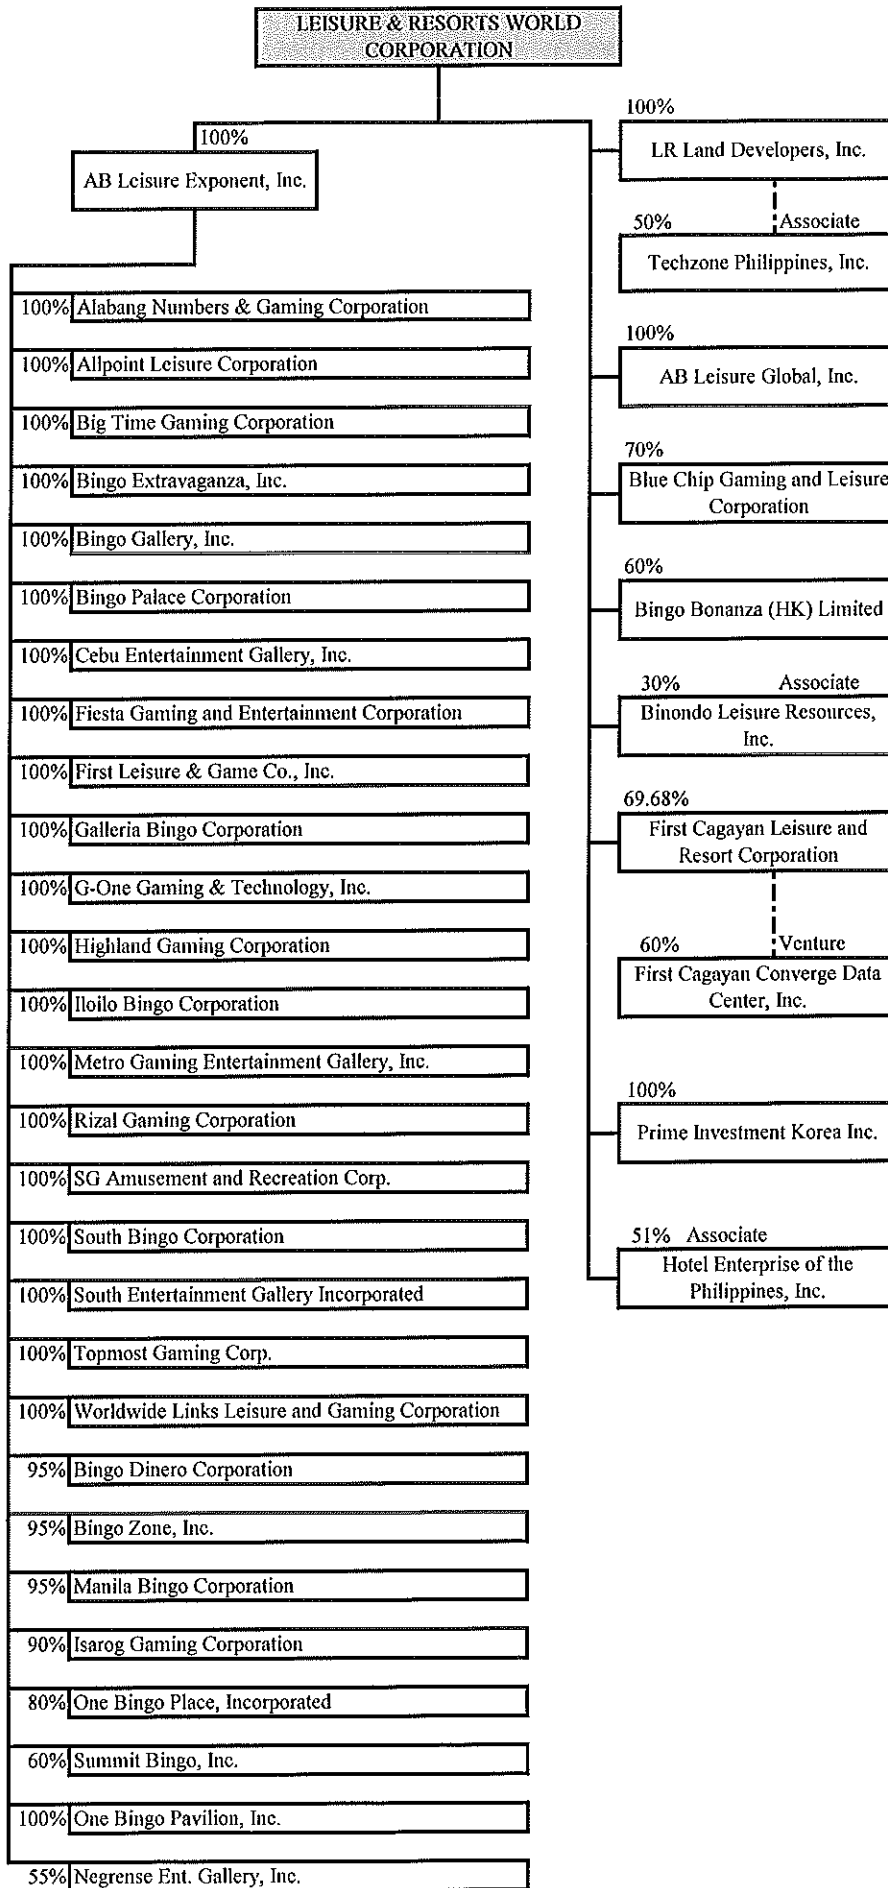 LEISURE & RESORTS WORLD
CORPORATION
100%
AB Leisure Exponent, Inc.
100% Alabang Numbers & Gaming Corporation
100% Allpoint Leisure Corporation
100% Big Time Gaming Corporation
100% Bingo Extravaganza, Inc.
100% Bingo Gallery, Inc.
100% Bingo Palace Corporation
100% Cebu Entertainment Gallery, Inc.
100% Fiesta Gaming and Entertainment Corporation
100% First Leisure & Game Co., Inc.
100% Galleria Bingo Corporation
100% G-One Gaming & Technology, Inc.
100% Highland Gaming Corporation
100% Iloilo Bingo Corporation
100% Metro Gaming Entertainment Gallery, Inc.
100% Rizal Gaming Corporation
100% SG Amusement and Recreation Corp.
100% South Bingo Corporation
100% South Entertainment Gallery Incorporated
100% Topmost Gaming Corp.
100% Worldwide Links Leisure and Gaming Corporation
95% Bingo Dinero Corporation
95% Bingo Zone, Inc.
95% Manila Bingo Corporation
90% Isarog Gaming Corporation
80% One Bingo Place, Incorporated
60% Summit Bingo, Inc.
100% One Bingo Pavilion, Inc.
55% Negrense Ent. Gallery, Inc.
100%
LR Land Developers, Inc.
50% Associate
Techzone Philippines, Inc.
100%
AB Leisure Global, Inc.
70%
Blue Chip Gaming and Leisure
Corporation
60%
Bingo Bonanza (HK) Limited
30% Associate
Binondo Leisure Resources,
Inc.
69.68%
First Cagayan Leisure and
Resort Corporation
60% Venture
First Cagayan Converge Data
Center, Inc.
100%
Prime Investment Korea Inc.
51% Associate
Hotel Enterprise of the
Philippines, Inc.